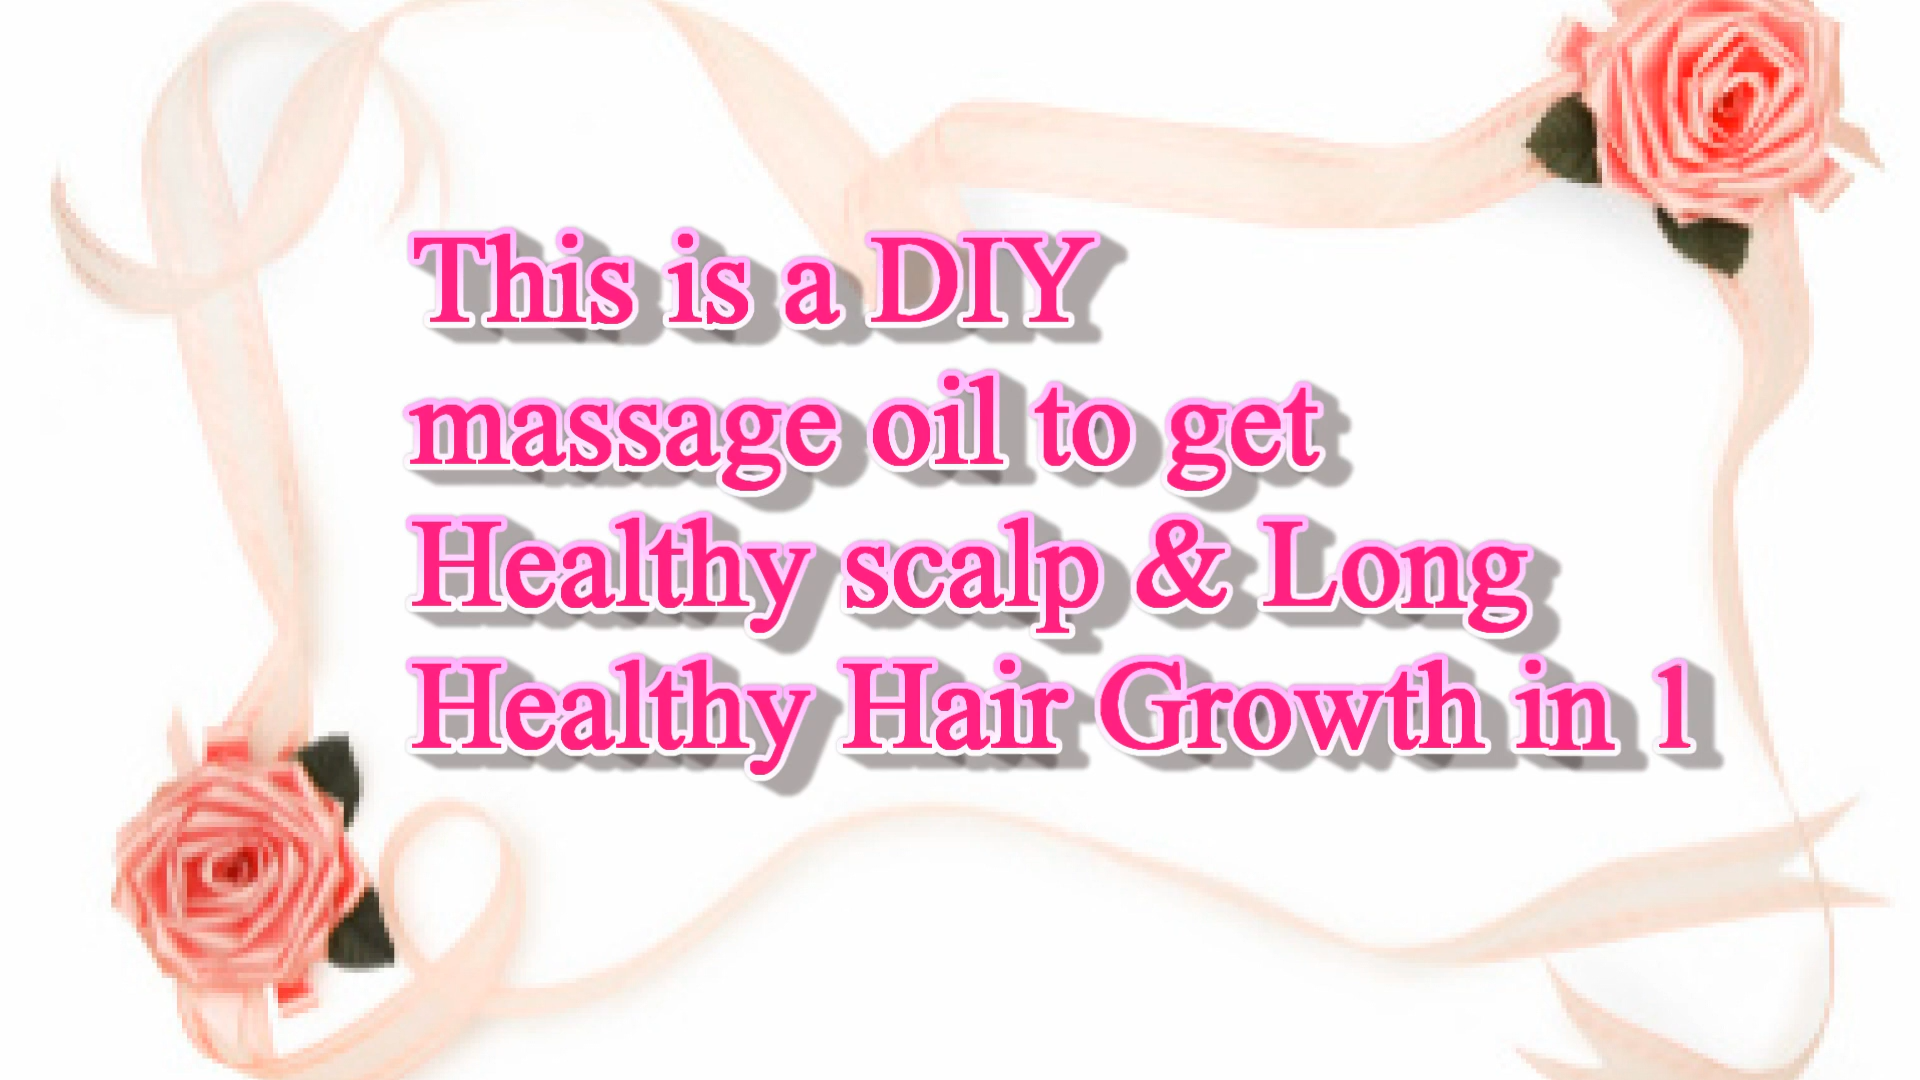 This is a DIY
massage oil to get
Healthy scalp & Long
Healthy Hair Growth in 1